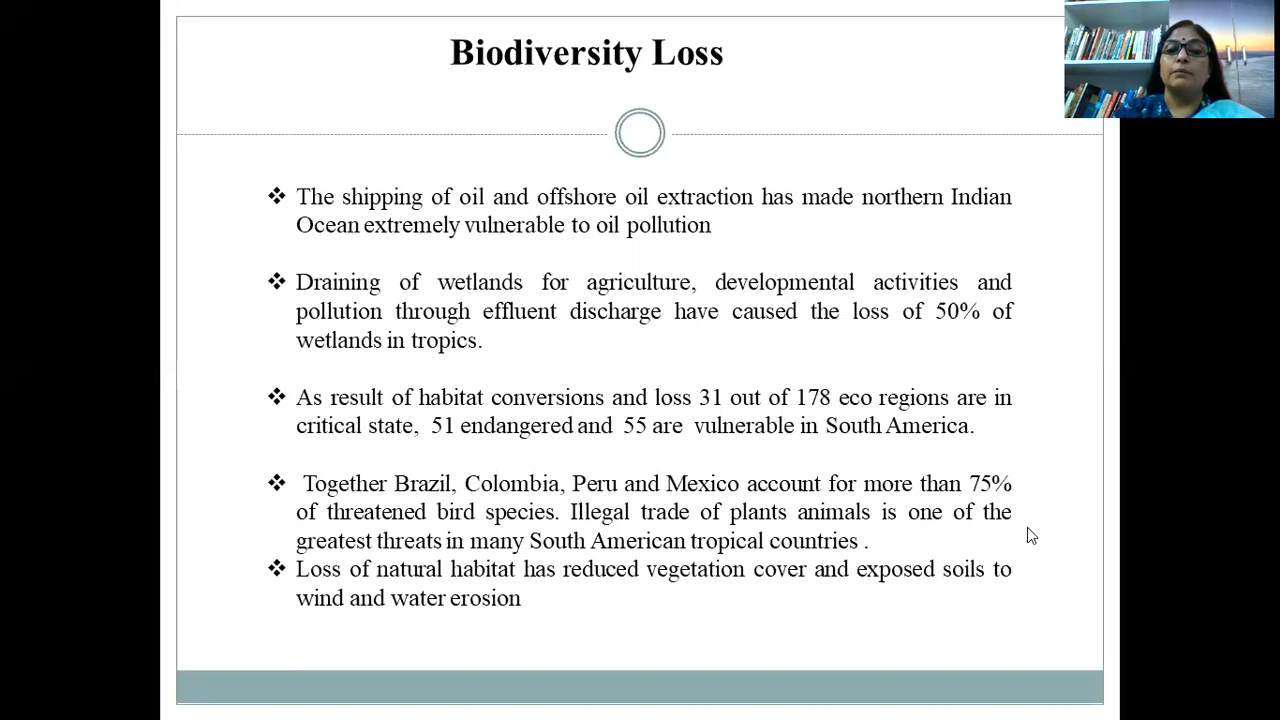 Biodiversity Loss
❖ The shipping of oil and offshore oil extraction has made northern Indian
Ocean extremely vulnerable to oil pollution
❖ Draining of wetlands for agriculture, developmental activities and
pollution through effluent discharge have caused the loss of 50% of
wetlands in tropics.
❖ As result of habitat conversions and loss 31 out of 178 eco regions are in
critical state, 51 endangered and 55 are vulnerable in South America.
❖ Together Brazil, Colombia, Peru and Mexico account for more than 75%
of threatened bird species. Illegal trade of plants animals is one of the
greatest threats in many South American tropical countries .
❖ Loss of natural habitat has reduced vegetation cover and exposed soils to
wind and water erosion